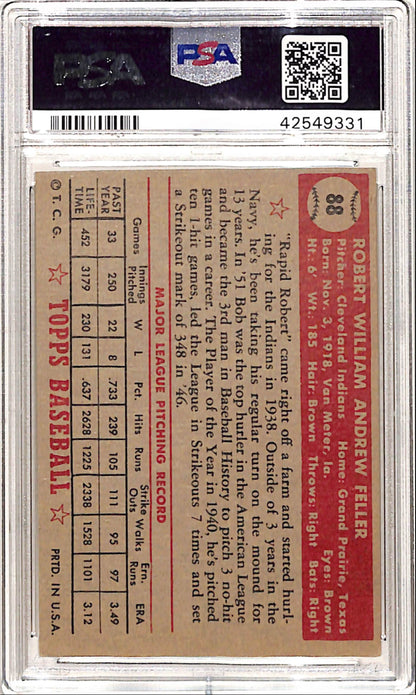 PSA
PSA
42549331
88
ROBERT WILLIAM ANDREW FELLER
Pitcher: Cleveland Indians Home: Grand Prairie, Texas
Born: Nov. 3, 1918, Van Meter, Ia. Eyes: Brown
Ht.: 6' Wt.: 185 Hair: Brown Throws: Right Bats: Right
"Rapid Robert" came right off a farm and started hurl-
ing for the Indians in 1938. Outside of 3 years in the
Navy, he's been taking his regular turn on the mound for
13 years. In '51 Bob was the top hurler in the American League
and became the 3rd man in Baseball History to pitch 3 no-hit
games in a career. The Player of the Year in 1940, he's pitched
ten 1-hit games, led the League in Strikeouts 7 times and set
a Strikeout mark of 348 in '46.
MAJOR LEAGUE PITCHING RECORD
Games Innings Pitched W L Pct. Hits Runs Strike Outs Walks Ern. Runs ERA
PAST YEAR 33 250 22 8 .733 239 105 111 95 97 3.49
LIFE-TIME 452 3179 230 131 .637 2628 1225 2338 1528 1101 3.12
© T. C. G. TOPPS BASEBALL PRTD. IN U.S.A.